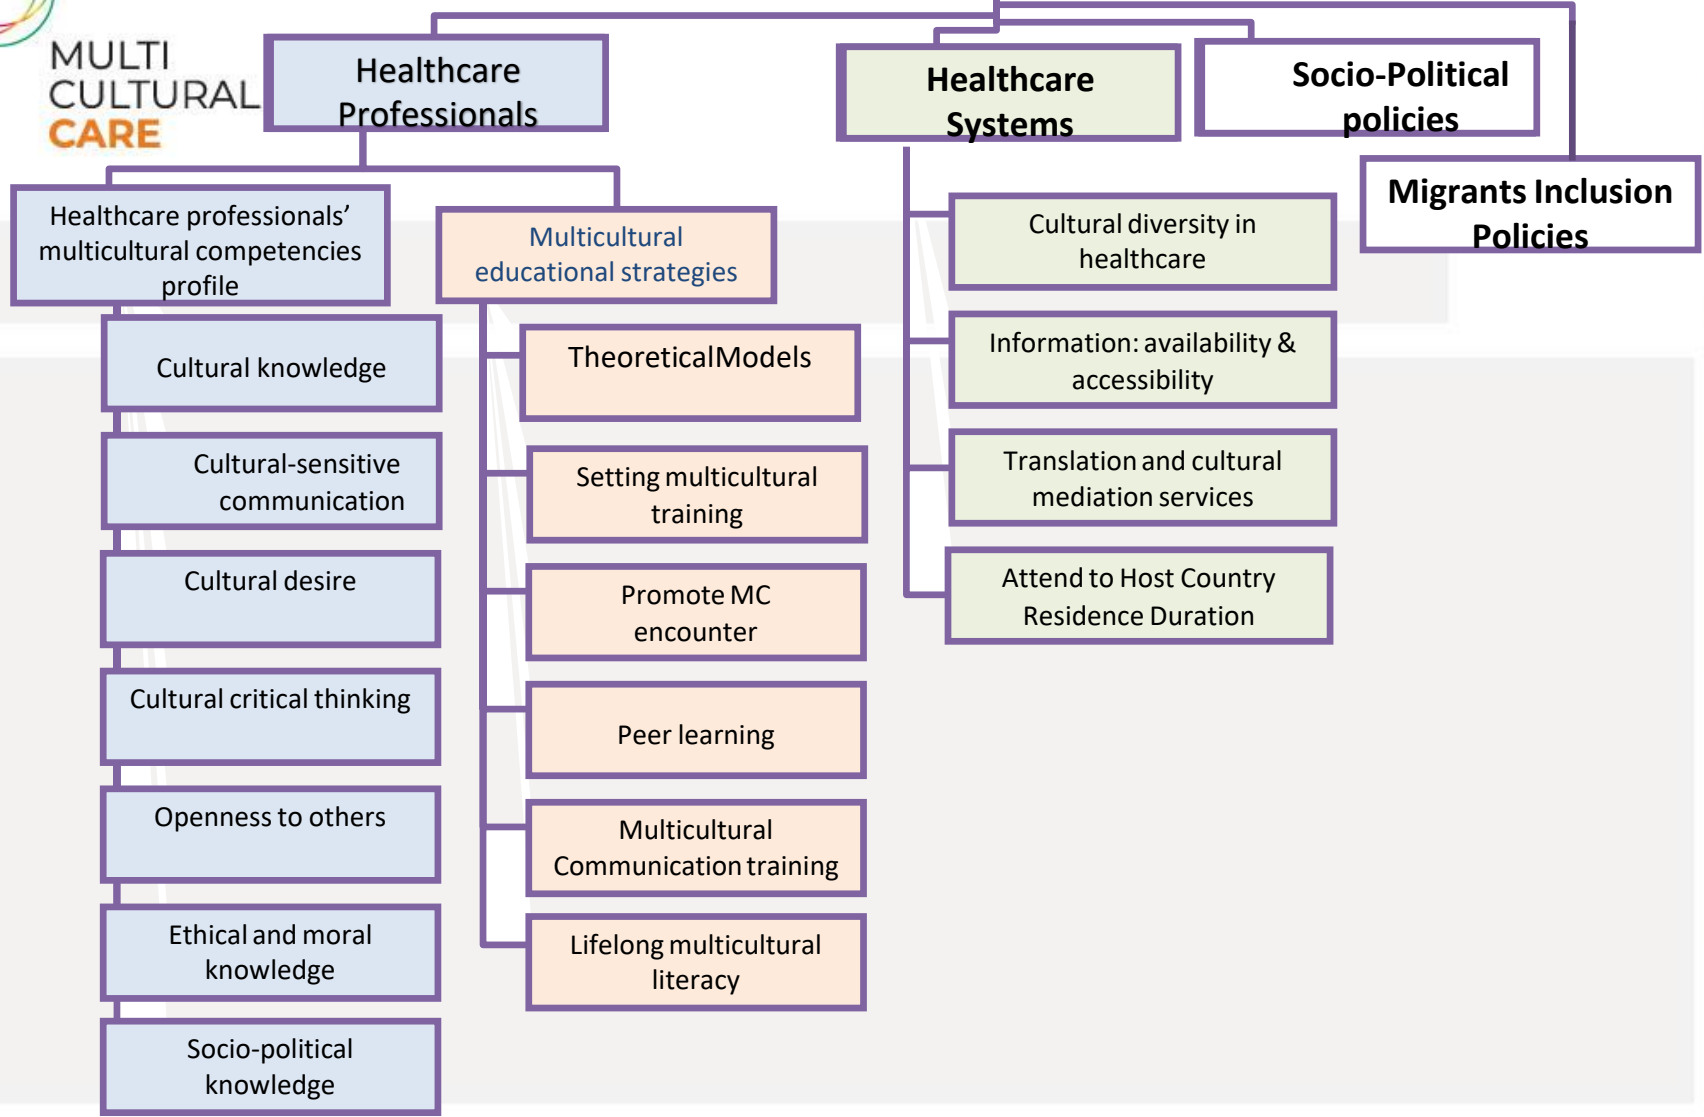 MULTI
CULTURAL
CARE
Healthcare
Professionals
Healthcare
Systems
Socio-Political
policies
Migrants Inclusion
Policies
Healthcare professionals’
multicultural competencies
profile
Cultural knowledge
Cultural-sensitive
communication
Cultural desire
Cultural critical thinking
Openness to others
Ethical and moral
knowledge
Socio-political
knowledge
Multicultural
educational strategies
TheoreticalModels
Setting multicultural
training
Promote MC
encounter
Peer learning
Multicultural
Communication training
Lifelong multicultural
literacy
Cultural diversity in
healthcare
Information: availability &
accessibility
Translation and cultural
mediation services
Attend to Host Country
Residence Duration